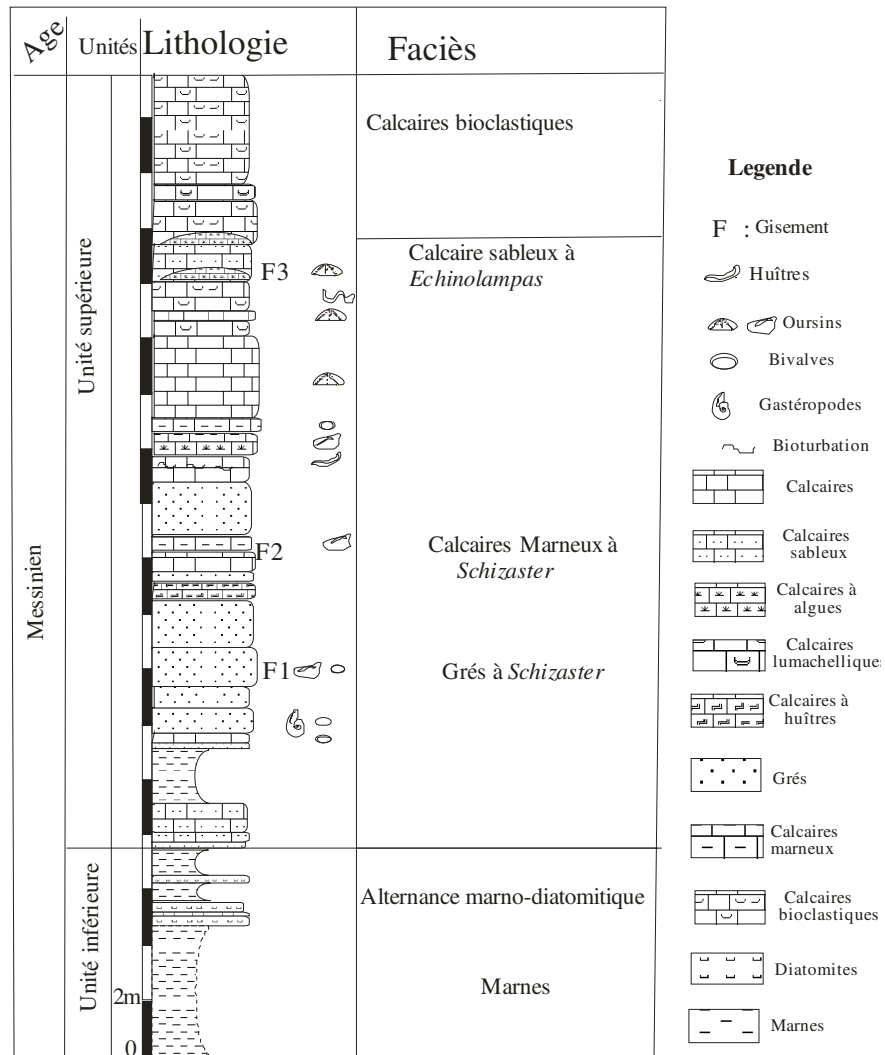 Age
Unités
Lithologie
Faciès
Messinien
Unité supérieure
Unité inférieure
Calcaires bioclastiques
Calcaire sableux à
Echinolampas
F3
F2
Calcaires Marneux à
Schizaster
F1
Grés à Schizaster
Alternance marno-diatomitique
Marnes
2m
0
Legende
F : Gisement
Huîtres
Oursins
Bivalves
Gastéropodes
Bioturbation
Calcaires
Calcaires
sableux
Calcaires à
algues
Calcaires
lumachelliques
Calcaires à
huîtres
Grés
Calcaires
marneux
Calcaires
bioclastiques
Diatomites
Marnes